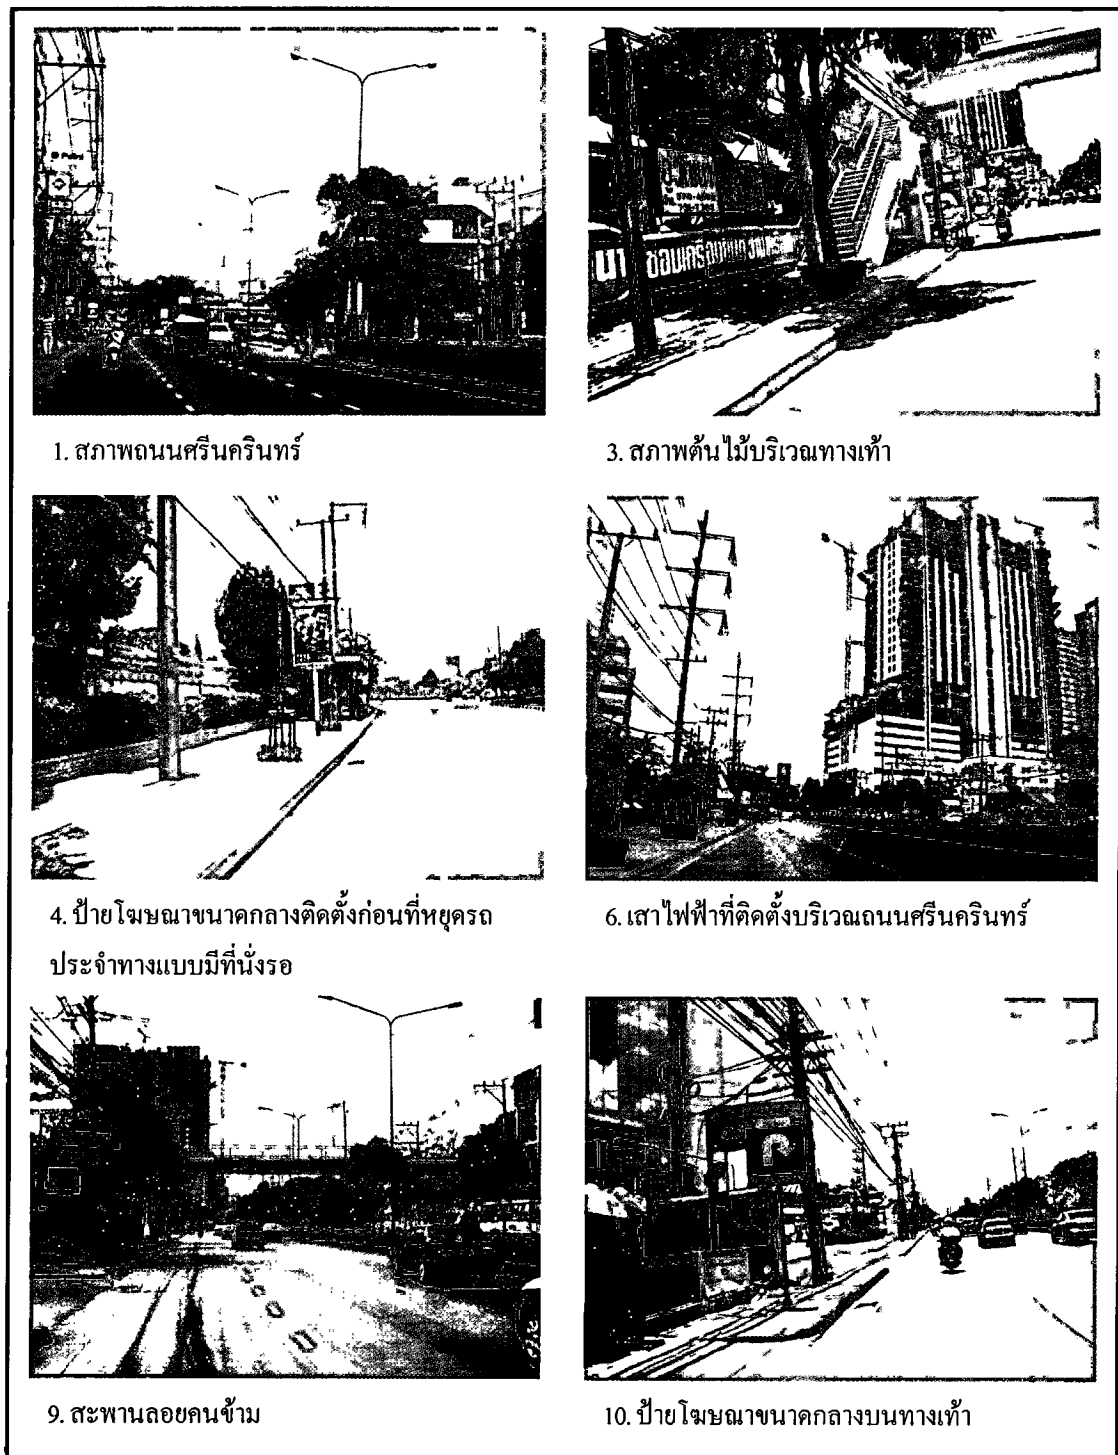 1. สภาพถนนศรีนครินทร์
3. สภาพต้นไม้บริเวณทางเท้า
4. ป้ายโฆษณาขนาดกลางติดตั้งก่อนที่หยุดรถ
ประจำทางแบบมีที่นั่งรอ
6. เสาไฟฟ้าที่ติดตั้งบริเวณถนนศรีนครินทร์
9. สะพานลอยคนข้าม
10. ป้ายโฆษณาขนาดกลางบนทางเท้า